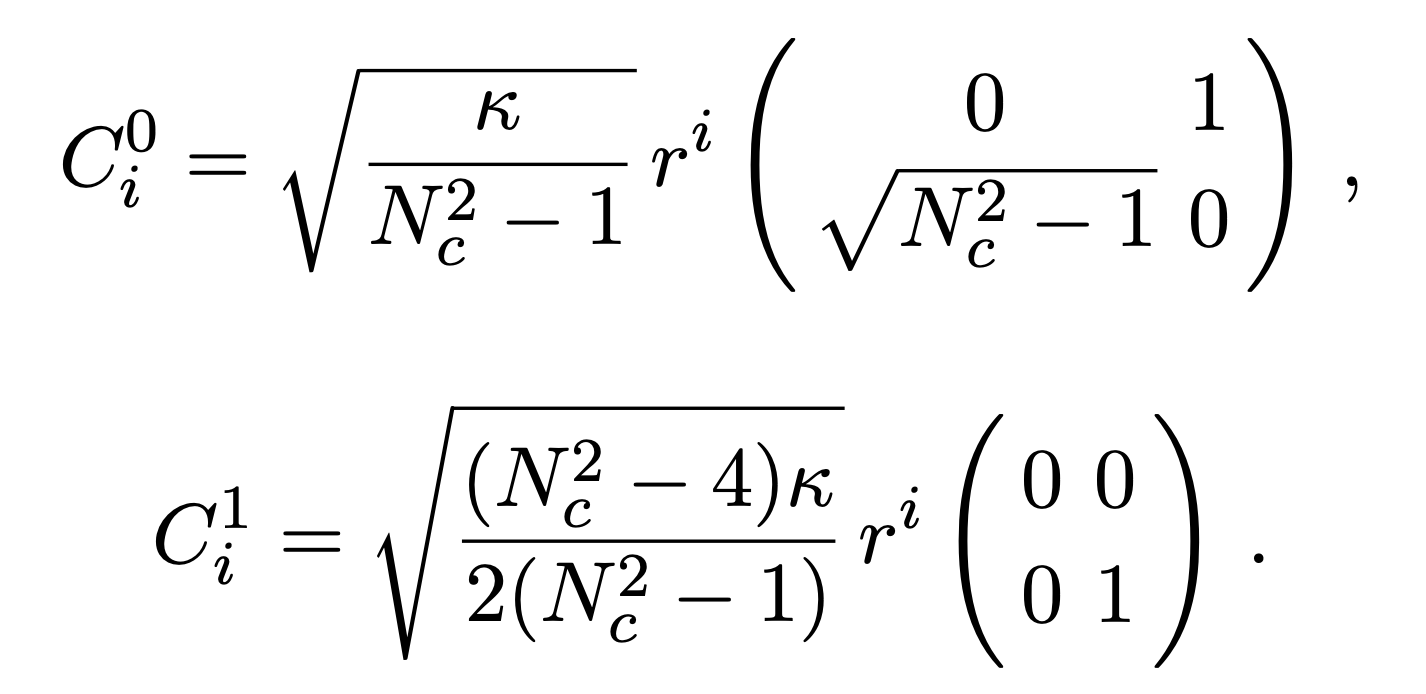 $C_i^0 = \sqrt{\frac{\kappa}{N_c^2 - 1}} \, r^i \begin{pmatrix} 0 & 1 \\ \sqrt{N_c^2 - 1} & 0 \end{pmatrix} \ ,$
$C_i^1 = \sqrt{\frac{(N_c^2 - 4)\kappa}{2(N_c^2 - 1)}} \, r^i \begin{pmatrix} 0 & 0 \\ 0 & 1 \end{pmatrix} \ .$